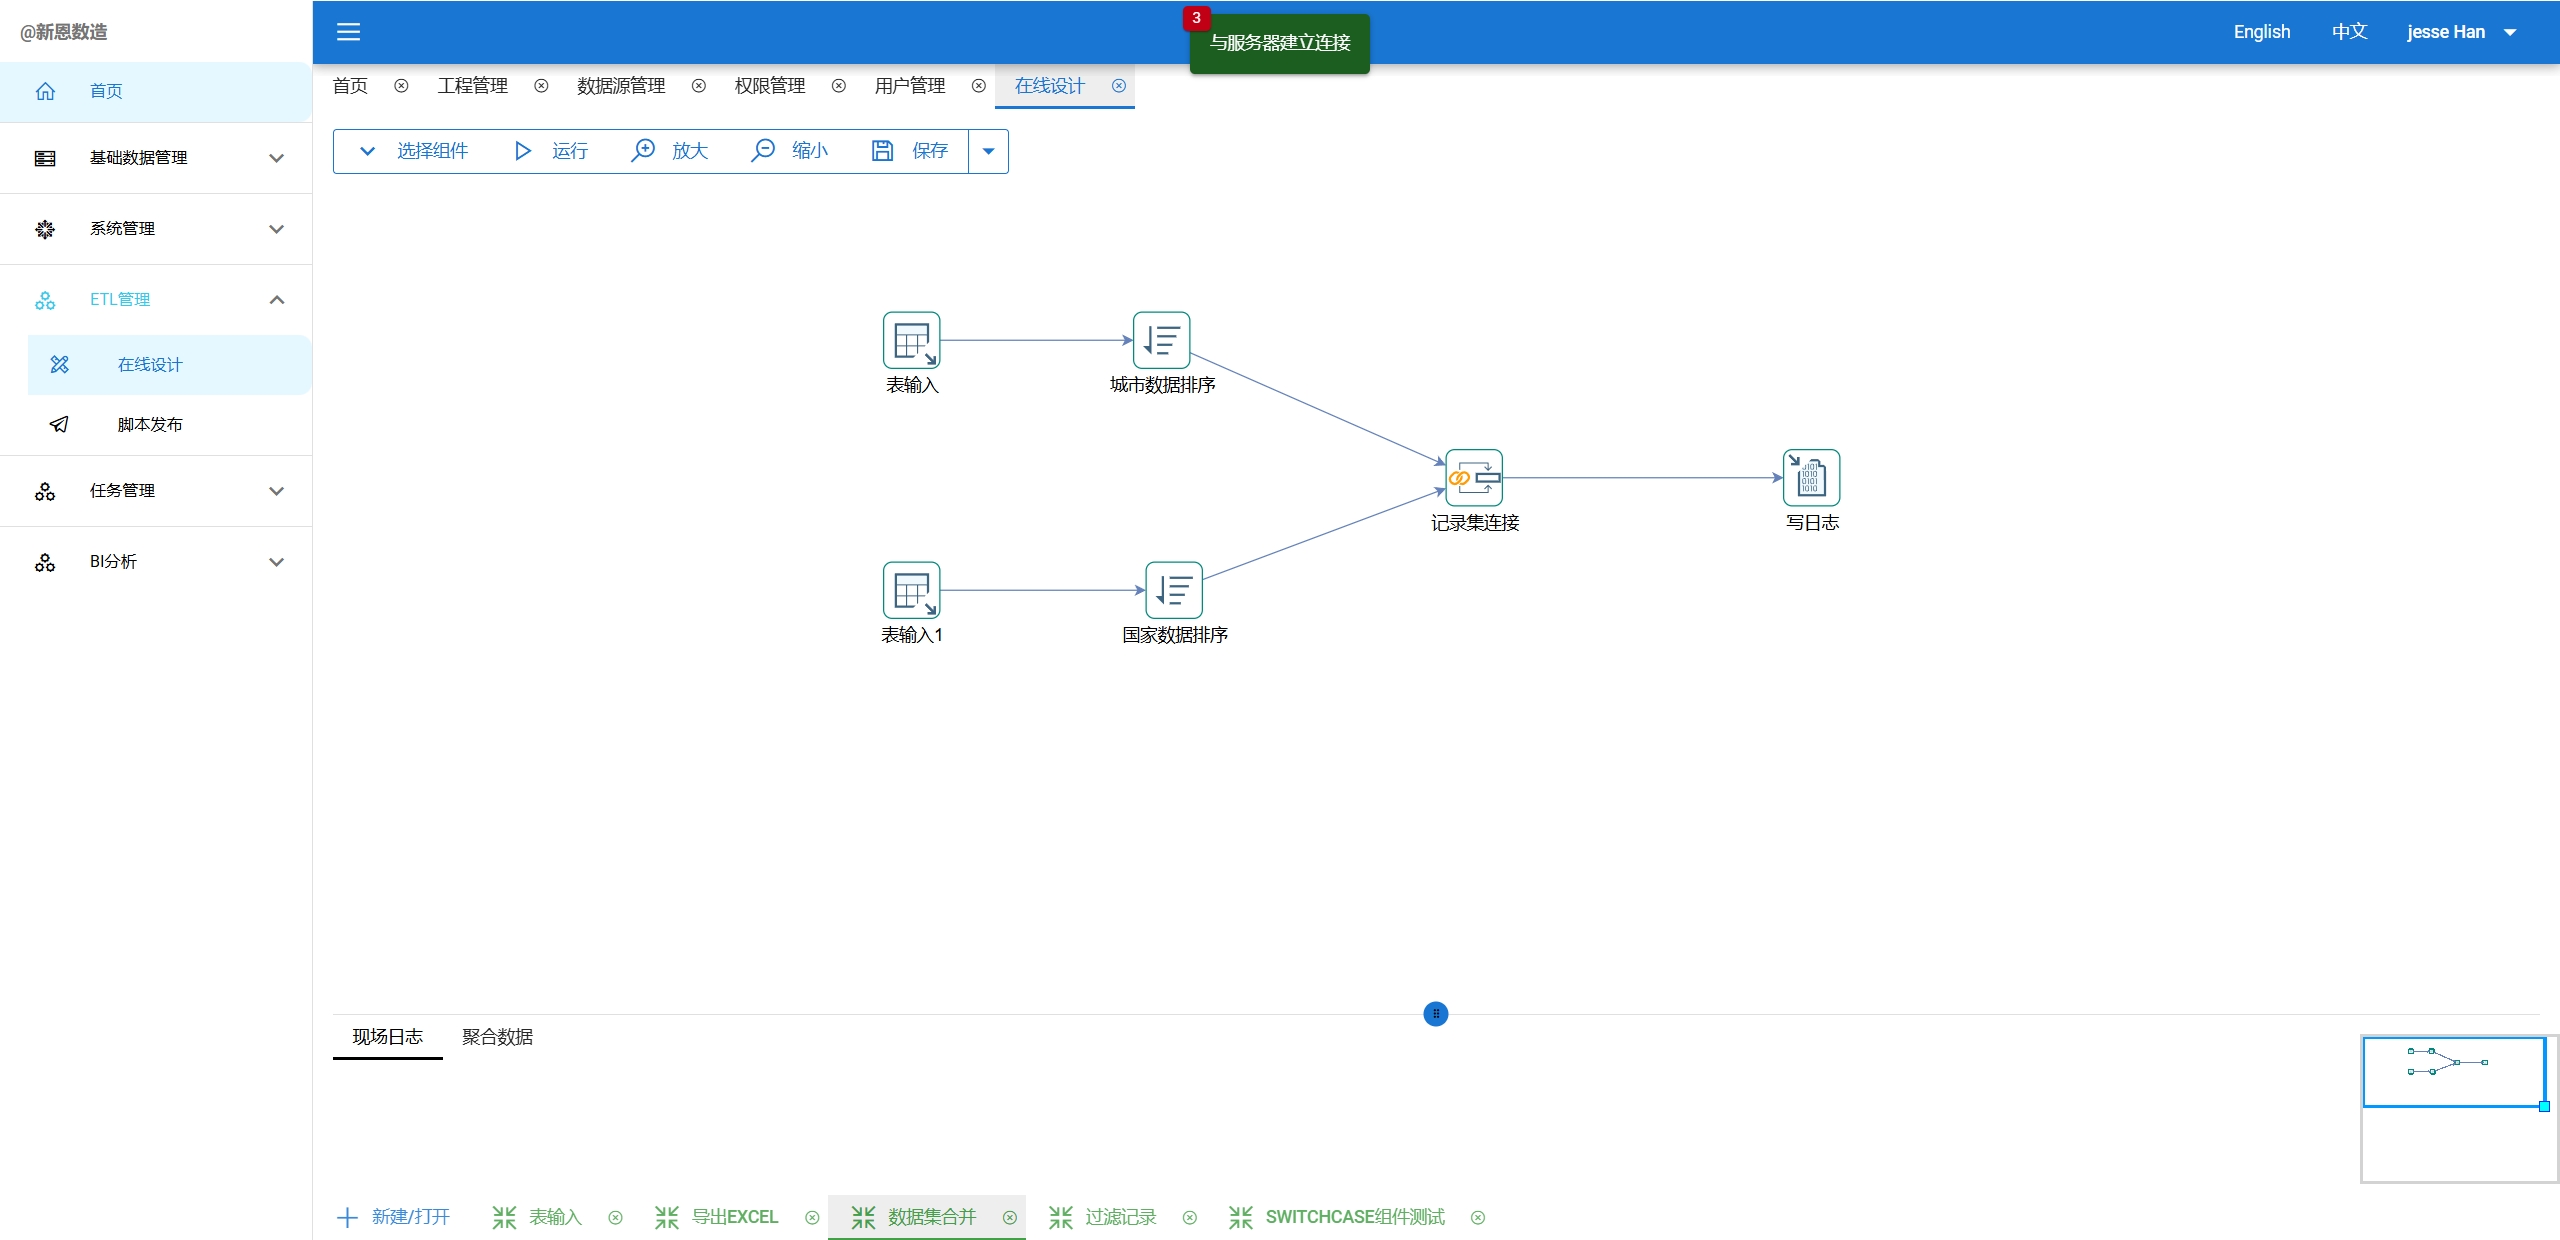 @新恩数造
3
与服务器建立连接
English 中文 jesse Han
首页
基础数据管理
系统管理
ETL管理
在线设计
脚本发布
任务管理
BI分析
首页 工程管理 数据源管理 权限管理 用户管理 在线设计
选择组件 运行 放大 缩小 保存
表输入
城市数据排序
记录集连接
写日志
表输入1
国家数据排序
现场日志 聚合数据
新建/打开 表输入 导出EXCEL 数据集合并 过滤记录 SWITCHCASE组件测试